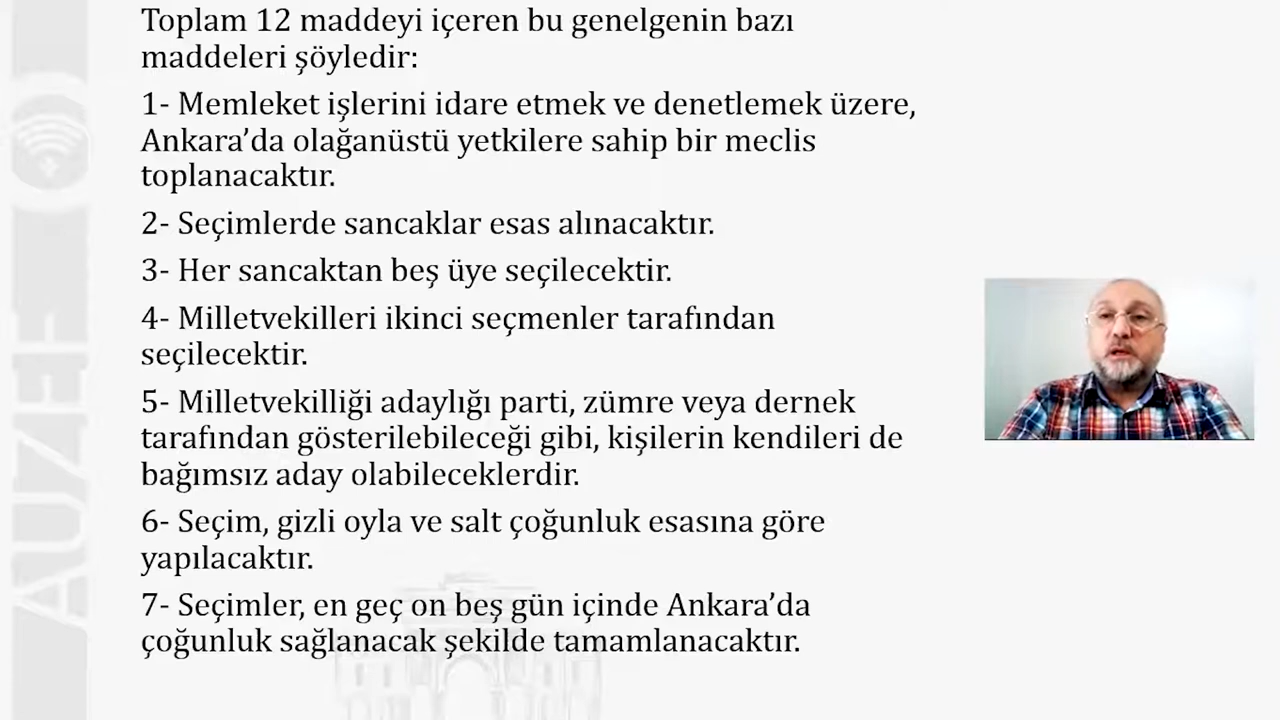 Toplam 12 maddeyi içeren bu genelgenin bazı
maddeleri şöyledir:
1- Memleket işlerini idare etmek ve denetlemek üzere,
Ankara’da olağanüstü yetkilere sahip bir meclis
toplanacaktır.
2- Seçimlerde sancaklar esas alınacaktır.
3- Her sancaktan beş üye seçilecektir.
4- Milletvekilleri ikinci seçmenler tarafından
seçilecektir.
5- Milletvekilliği adaylığı parti, zümre veya dernek
tarafından gösterilebileceği gibi, kişilerin kendileri de
bağımsız aday olabileceklerdir.
6- Seçim, gizli oyla ve salt çoğunluk esasına göre
yapılacaktır.
7- Seçimler, en geç on beş gün içinde Ankara’da
çoğunluk sağlanacak şekilde tamamlanacaktır.
AUZEF